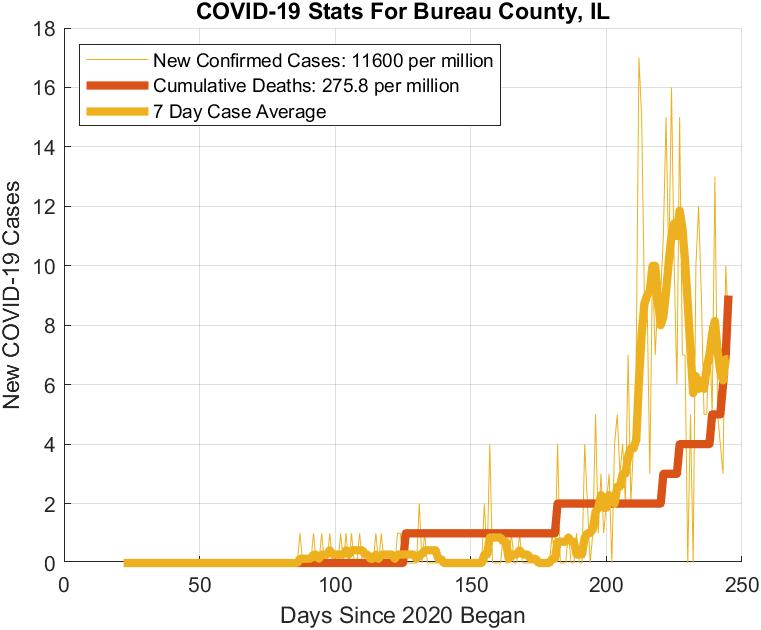 COVID-19 Stats For Bureau County, IL
New Confirmed Cases: 11600 per million
Cumulative Deaths: 275.8 per million
7 Day Case Average
New COVID-19 Cases
18
16
14
12
10
8
6
4
2
0
0 50 100 150 200 250
Days Since 2020 Began